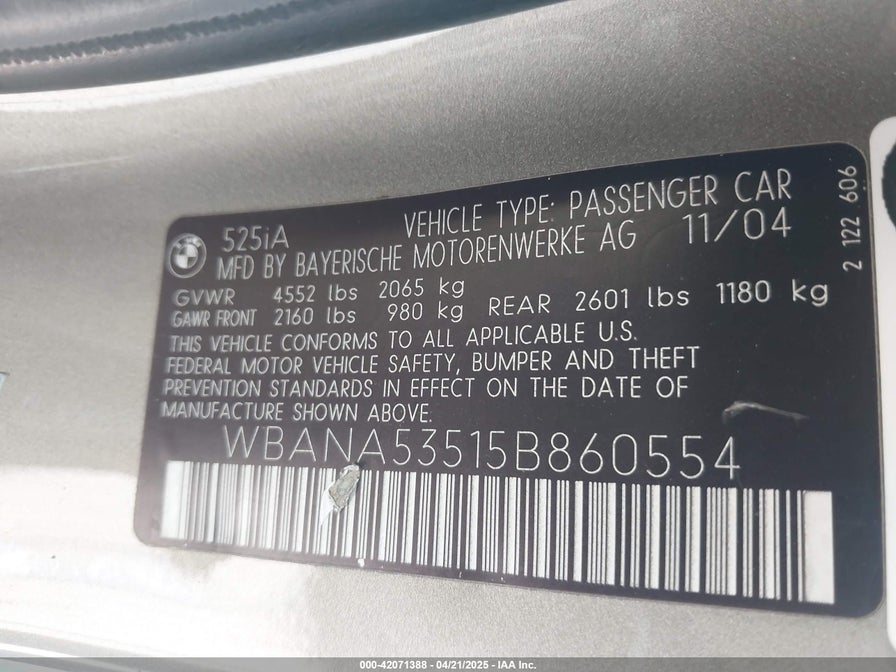 525iA VEHICLE TYPE: PASSENGER CAR
MFD BY BAYERISCHE MOTORENWERKE AG 11/04
GVWR 4552 lbs 2065 kg
GAWR FRONT 2160 lbs 980 kg REAR 2601 lbs 1180 kg
THIS VEHICLE CONFORMS TO ALL APPLICABLE U.S.
FEDERAL MOTOR VEHICLE SAFETY, BUMPER AND THEFT
PREVENTION STANDARDS IN EFFECT ON THE DATE OF
MANUFACTURE SHOWN ABOVE.
WBANA53515B860554
2 122 606
000-42071388 - 04/21/2025 - IAA Inc.